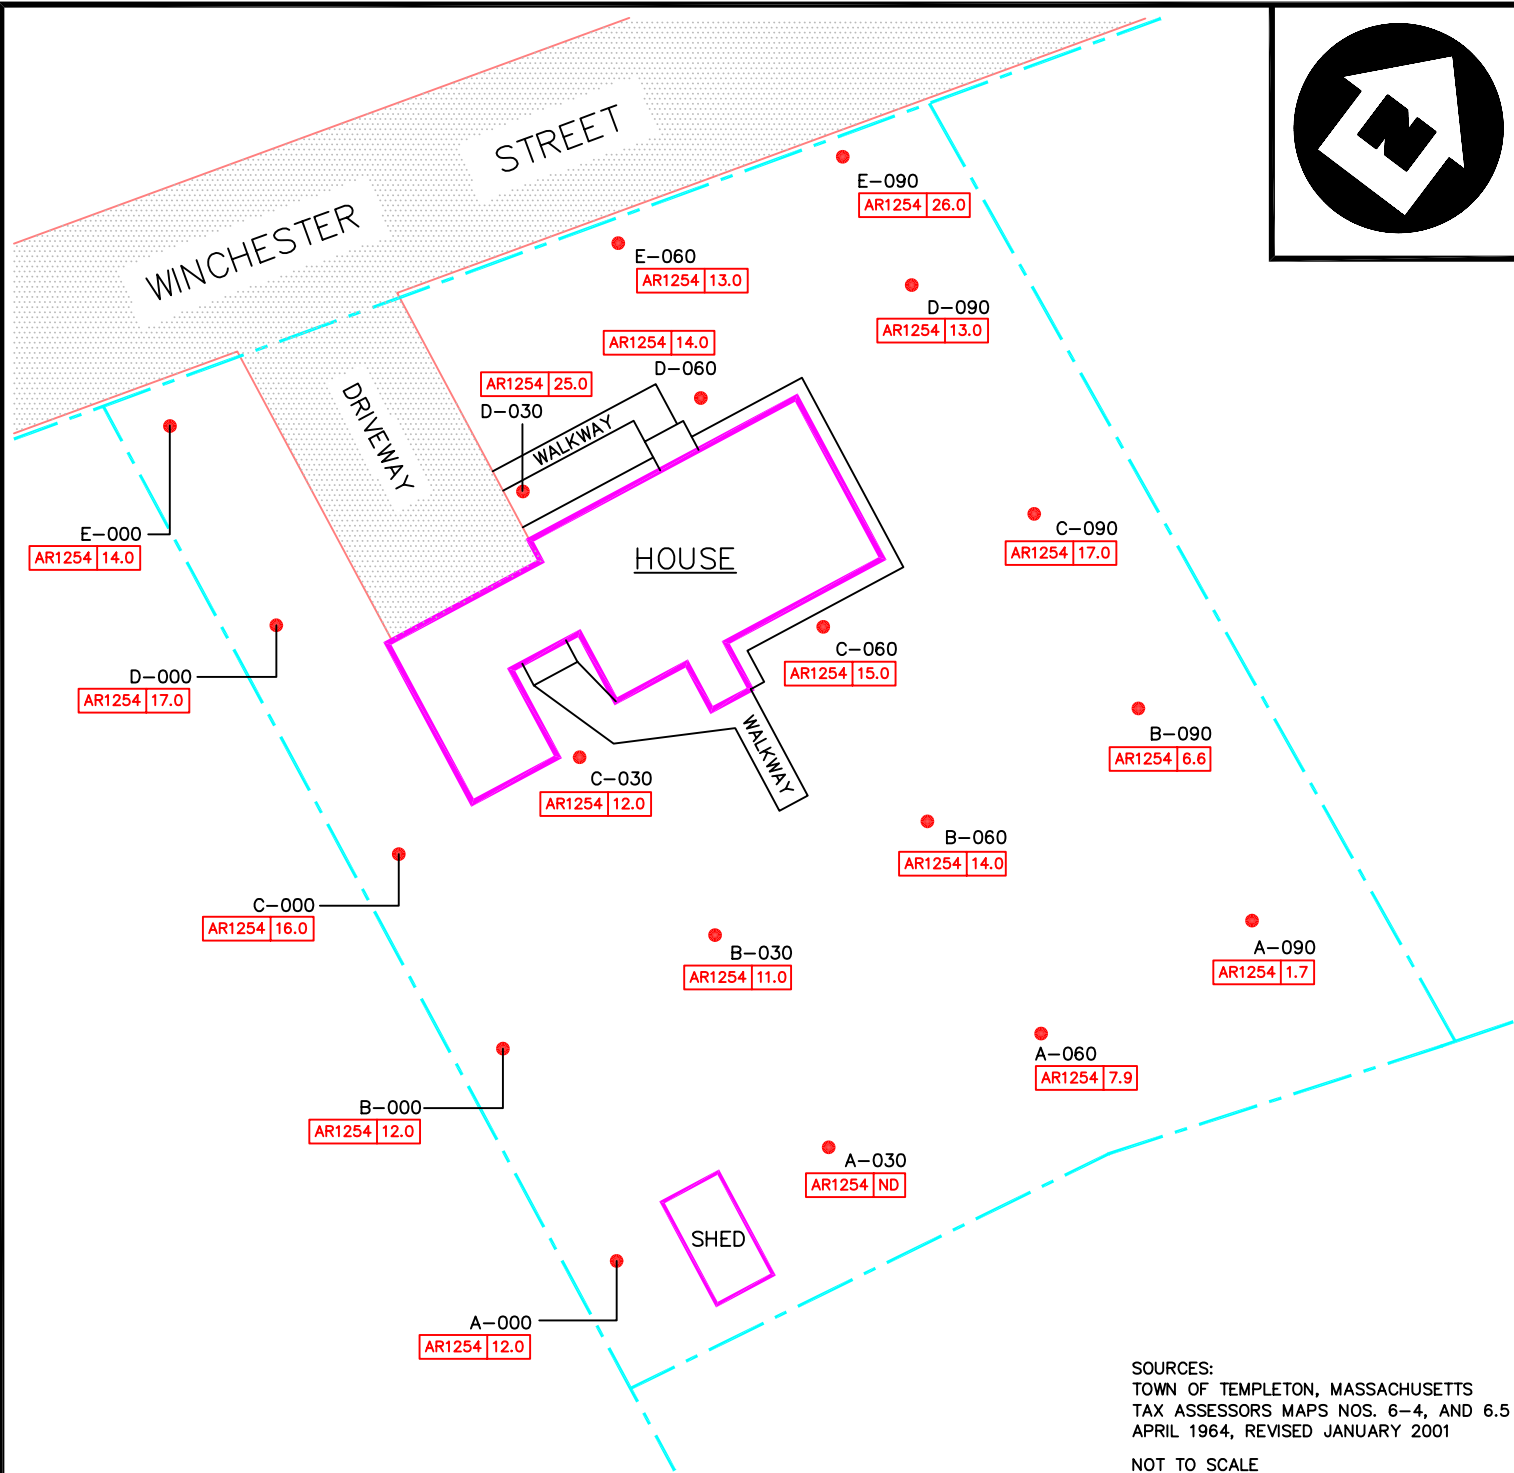 N
WINCHESTER STREET
E-090
AR1254 26.0
E-060
AR1254 13.0
D-090
AR1254 13.0
AR1254 14.0
D-060
AR1254 25.0
D-030
DRIVEWAY
WALKWAY
E-000
AR1254 14.0
HOUSE
C-090
AR1254 17.0
D-000
AR1254 17.0
C-060
AR1254 15.0
WALKWAY
B-090
AR1254 6.6
C-030
AR1254 12.0
B-060
AR1254 14.0
C-000
AR1254 16.0
B-030
AR1254 11.0
A-090
AR1254 1.7
A-060
AR1254 7.9
B-000
AR1254 12.0
A-030
AR1254 ND
SHED
A-000
AR1254 12.0
SOURCES:
TOWN OF TEMPLETON, MASSACHUSETTS
TAX ASSESSORS MAPS NOS. 6-4, AND 6.5
APRIL 1964, REVISED JANUARY 2001
NOT TO SCALE